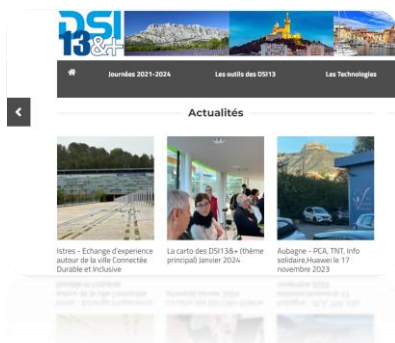 DSI
13&+
Journées 2021-2024
Les outils des DSI13
Les Technologies
Actualités
Istres - Echange d'experience
autour de la ville Connectée
Durable et Inclusive
La carto des DSI13&+ (thème
principal) Janvier 2024
Aubagne - PCA, TNT, Info
solidaire,Huawei le 17
novembre 2023